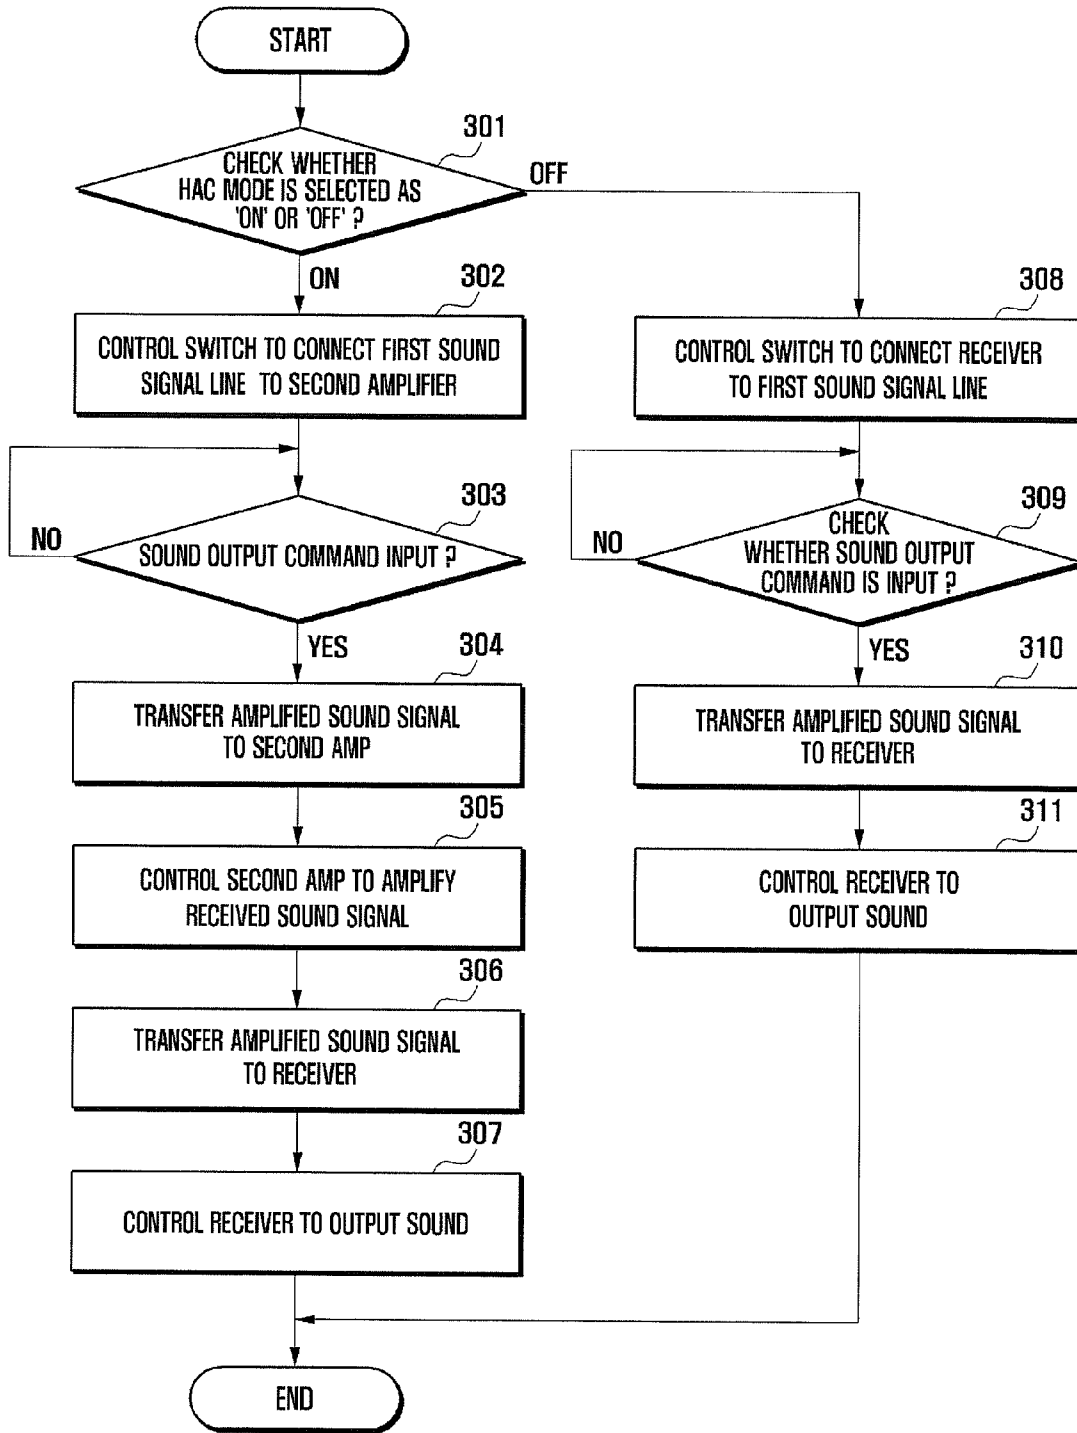 START
301
CHECK WHETHER
HAC MODE IS SELECTED AS
'ON' OR 'OFF' ?
OFF
ON
302
CONTROL SWITCH TO CONNECT FIRST SOUND
SIGNAL LINE TO SECOND AMPLIFIER
308
CONTROL SWITCH TO CONNECT RECEIVER
TO FIRST SOUND SIGNAL LINE
303
SOUND OUTPUT COMMAND INPUT ?
NO
YES
309
CHECK
WHETHER SOUND OUTPUT
COMMAND IS INPUT ?
NO
YES
304
TRANSFER AMPLIFIED SOUND SIGNAL
TO SECOND AMP
310
TRANSFER AMPLIFIED SOUND SIGNAL
TO RECEIVER
305
CONTROL SECOND AMP TO AMPLIFY
RECEIVED SOUND SIGNAL
311
CONTROL RECEIVER TO
OUTPUT SOUND
306
TRANSFER AMPLIFIED SOUND SIGNAL
TO RECEIVER
307
CONTROL RECEIVER TO OUTPUT SOUND
END